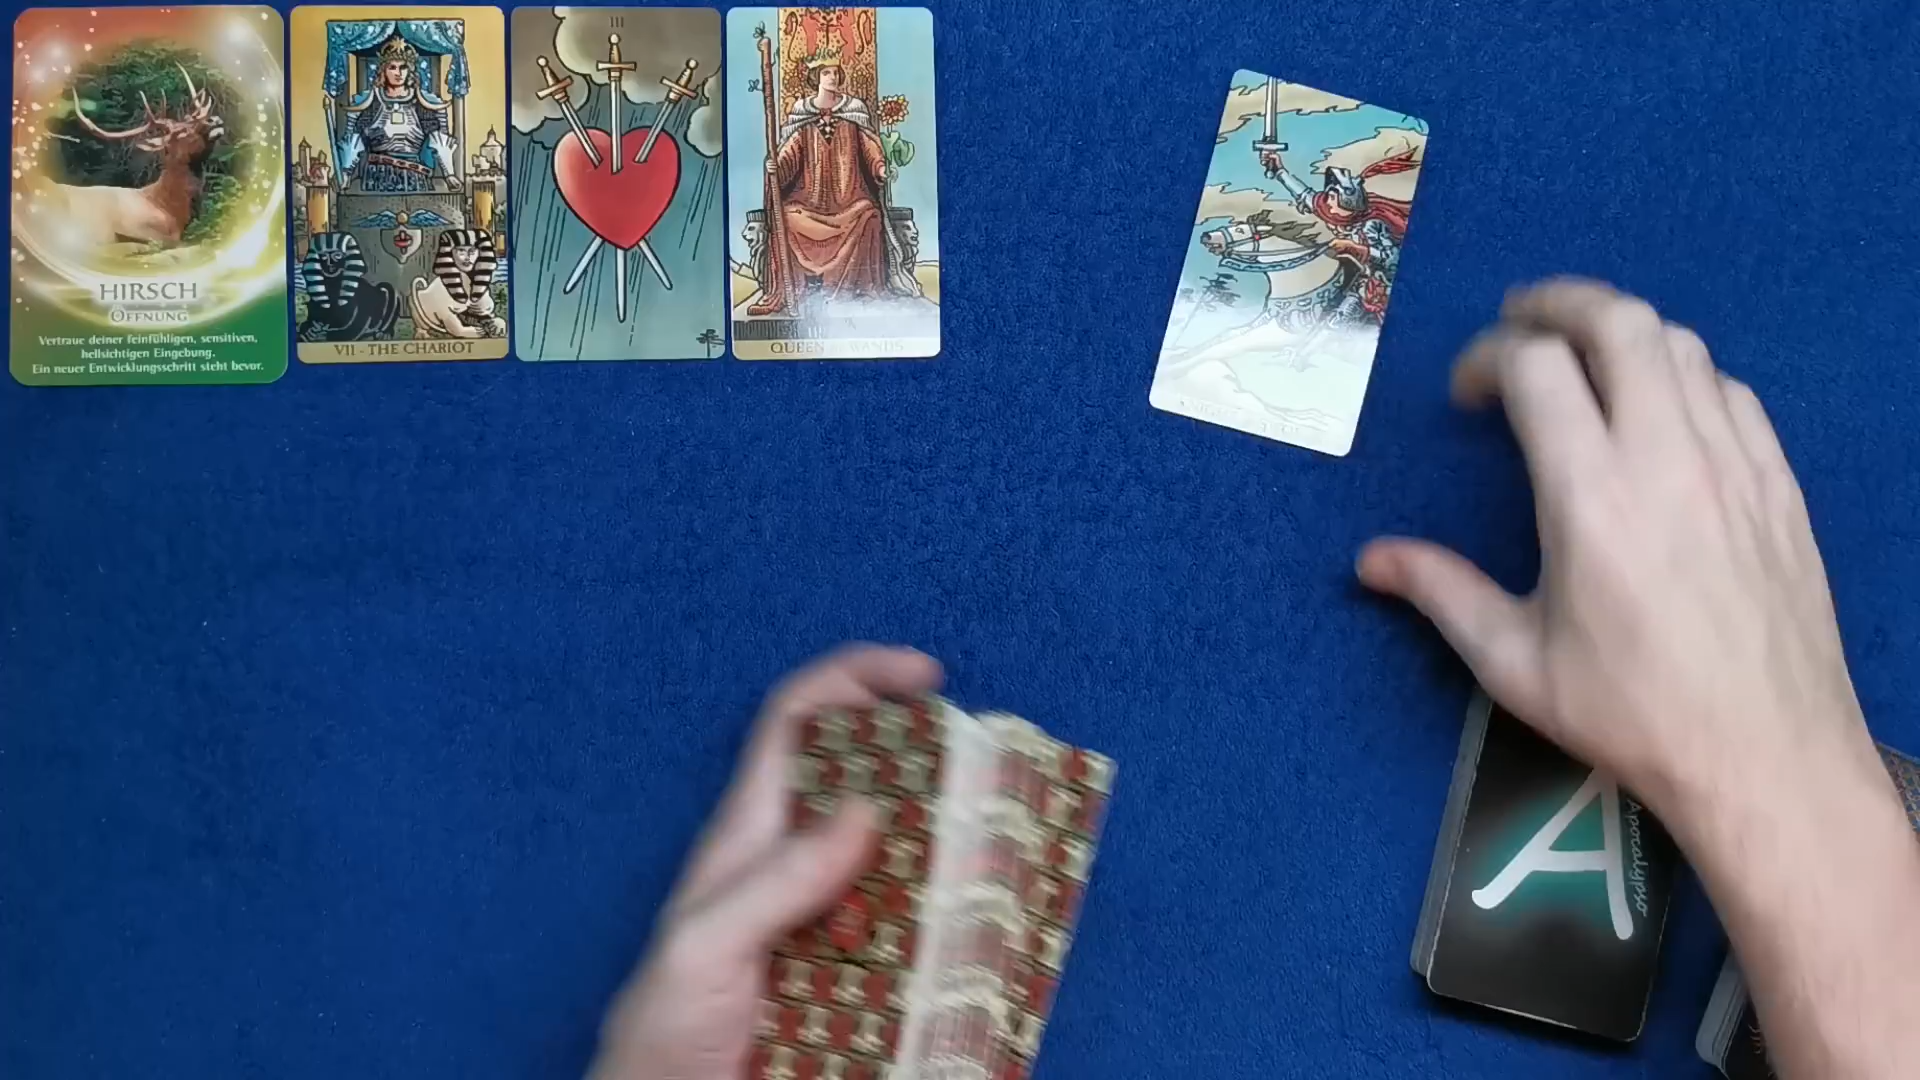 HIRSCH
ÖFFNUNG
Vertraue deiner feinfühligen, sensitiven,
hellsichtigen Eingebung.
Ein neuer Entwicklungsschritt steht bevor.
VII - THE CHARIOT
III
QUEEN of WANDS
A
Apocalypso